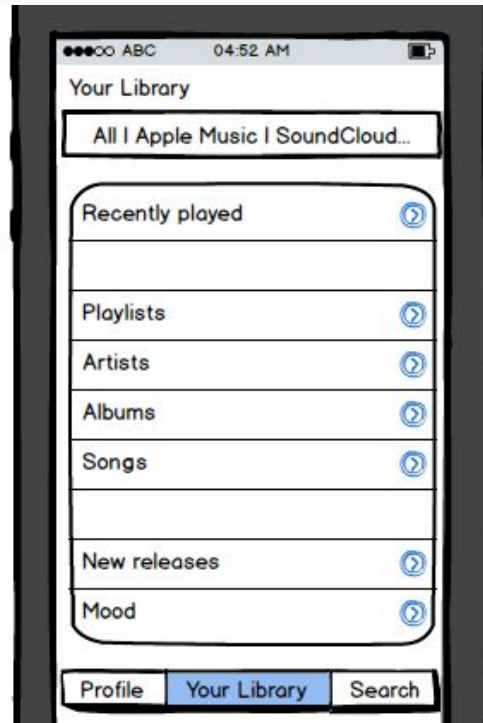 ABC 04:52 AM
Your Library
All | Apple Music | SoundCloud...
Recently played
Playlists
Artists
Albums
Songs
New releases
Mood
Profile Your Library Search